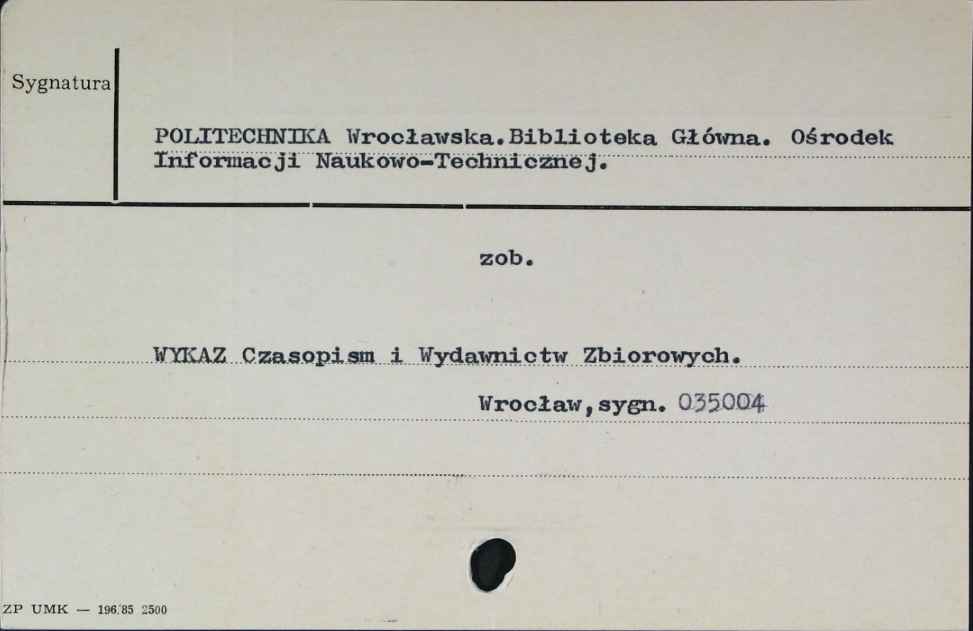 Sygnatura
POLITECHNIKA Wrocławska.Biblioteka Główna. Ośrodek
Informacji Naukowo-Technicznej.
zob.
WYKAZ Czasopism i Wydawnictw Zbiorowych.
Wrocław,sygn. 035004
ZP UMK — 196/85 2500